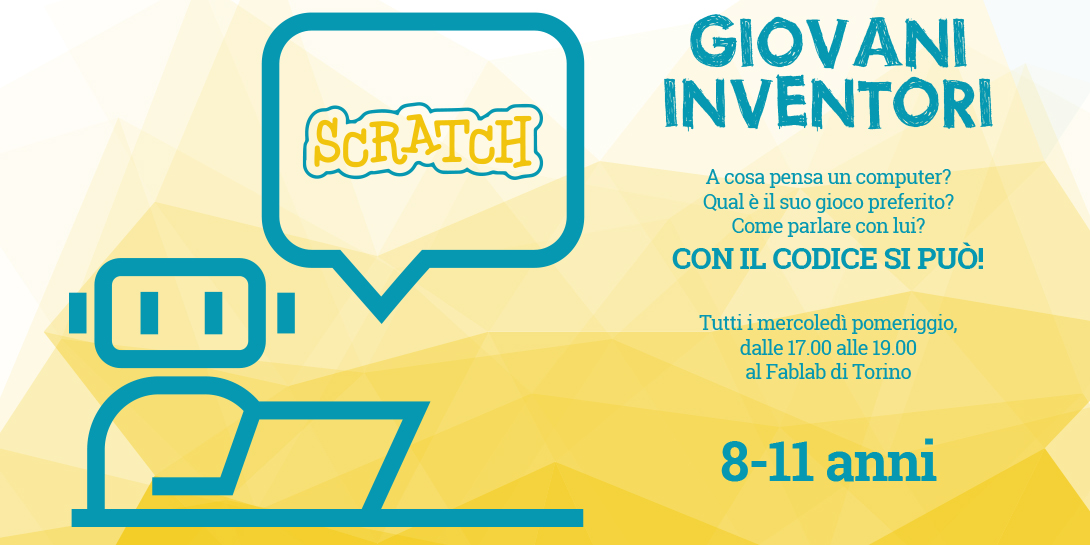 SCRATCH
GIOVANI
INVENTORI
A cosa pensa un computer?
Qual è il suo gioco preferito?
Come parlare con lui?
CON IL CODICE SI PUÒ!
Tutti i mercoledì pomeriggio,
dalle 17.00 alle 19.00
al Fablab di Torino
8-11 anni